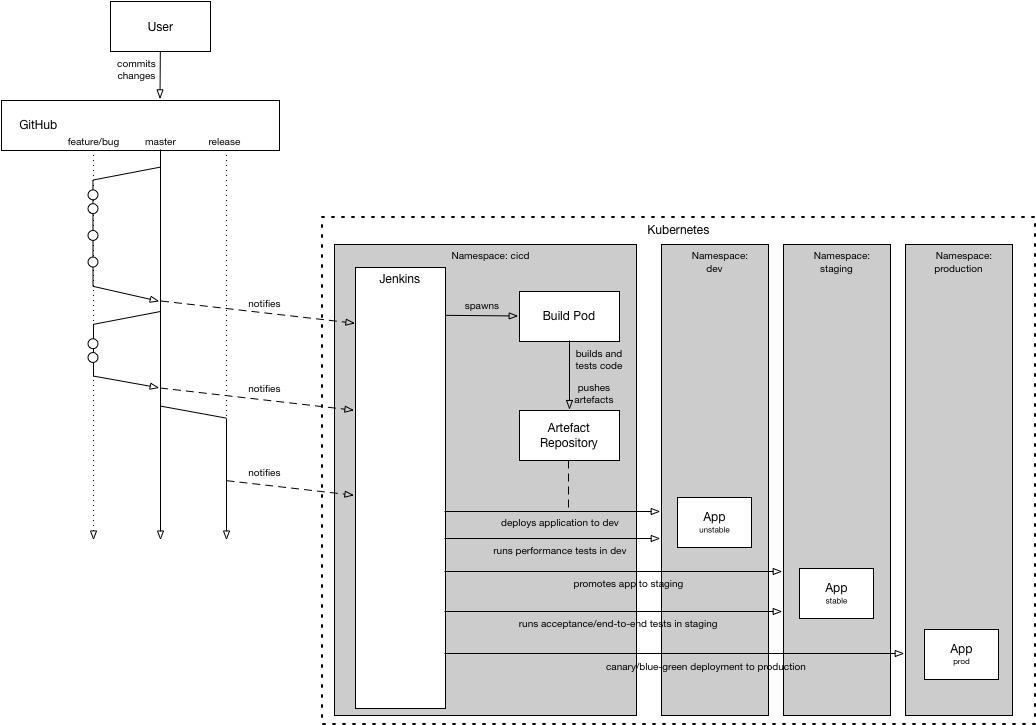 User
commits
changes
GitHub
feature/bug
master
release
Kubernetes
Namespace: cicd
Namespace:
dev
Namespace:
staging
Namespace:
production
Jenkins
notifies
spawns
Build Pod
builds and
tests code
notifies
pushes
artefacts
Artefact
Repository
notifies
deploys application to dev
App
unstable
runs performance tests in dev
promotes app to staging
App
stable
runs acceptance/end-to-end tests in staging
App
prod
canary/blue-green deployment to production